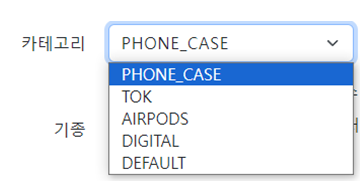 카테고리 PHONE_CASE
PHONE_CASE
TOK
AIRPODS
기종 DIGITAL
DEFAULT